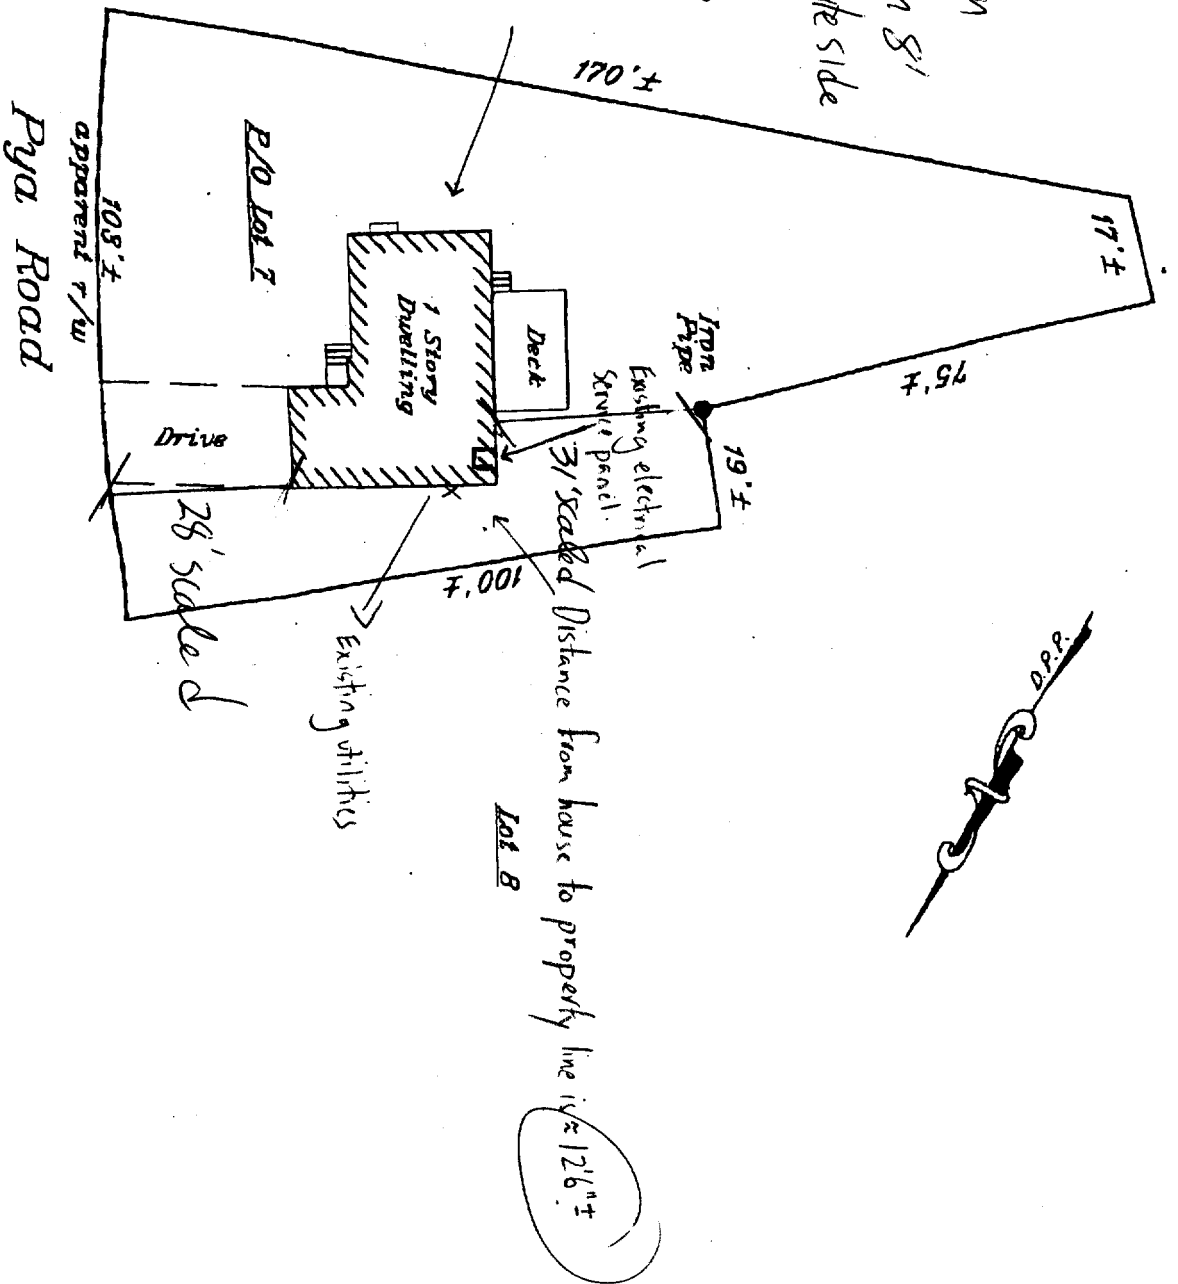 8'
side
170'±
17'±
75'±
Iron
Pipe
19'±
100'±
P/O Lot 7
1 Story
Dwelling
Deck
Drive
108'±
apparent r/w
Pya Road
Existing electrical
Service panel.
31' scaled
28' scaled
Distance from house to property line is ≈ 12'6"±
Existing utilities
Lot 8
D.P.P.